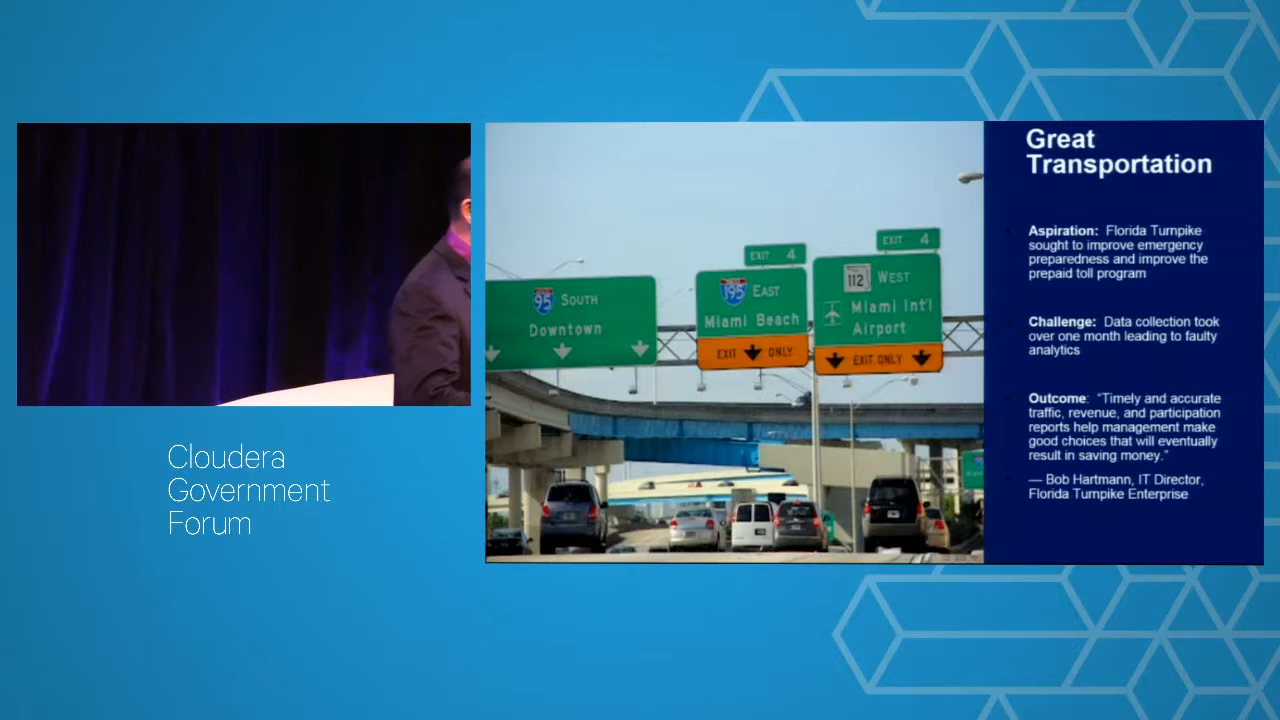 Great
Transportation
Aspiration: Florida Turnpike
sought to improve emergency
preparedness and improve the
prepaid toll program
Challenge: Data collection took
over one month leading to faulty
analytics
Outcome: “Timely and accurate
traffic, revenue, and participation
reports help management make
good choices that will eventually
result in saving money.”
— Bob Hartmann, IT Director,
Florida Turnpike Enterprise
95 SOUTH
Downtown
EXIT 4
195 EAST
Miami Beach
EXIT ONLY
EXIT 4
112 WEST
Miami Int'l
Airport
EXIT ONLY
Cloudera
Government
Forum